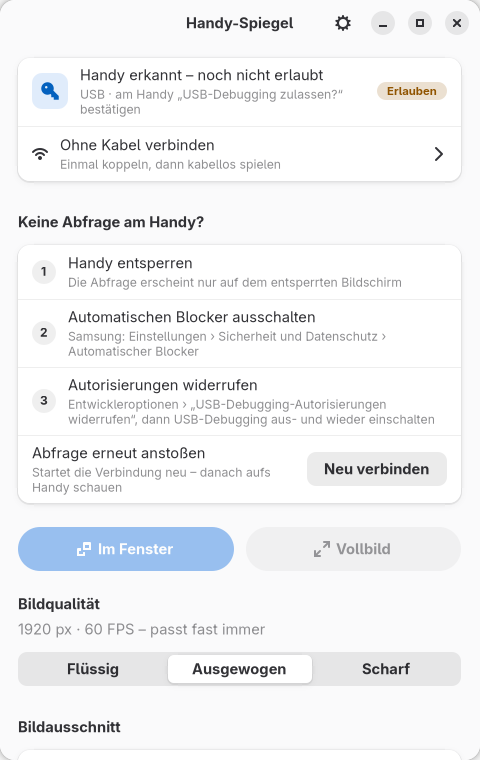 Handy-Spiegel
Handy erkannt – noch nicht erlaubt
USB · am Handy „USB-Debugging zulassen?“
bestätigen
Erlauben
Ohne Kabel verbinden
Einmal koppeln, dann kabellos spielen
Keine Abfrage am Handy?
1
Handy entsperren
Die Abfrage erscheint nur auf dem entsperrten Bildschirm
2
Automatischen Blocker ausschalten
Samsung: Einstellungen › Sicherheit und Datenschutz ›
Automatischer Blocker
3
Autorisierungen widerrufen
Entwickleroptionen › „USB-Debugging-Autorisierungen
widerrufen“, dann USB-Debugging aus- und wieder einschalten
Abfrage erneut anstoßen
Startet die Verbindung neu – danach aufs
Handy schauen
Neu verbinden
Im Fenster
Vollbild
Bildqualität
1920 px · 60 FPS – passt fast immer
Flüssig
Ausgewogen
Scharf
Bildausschnitt